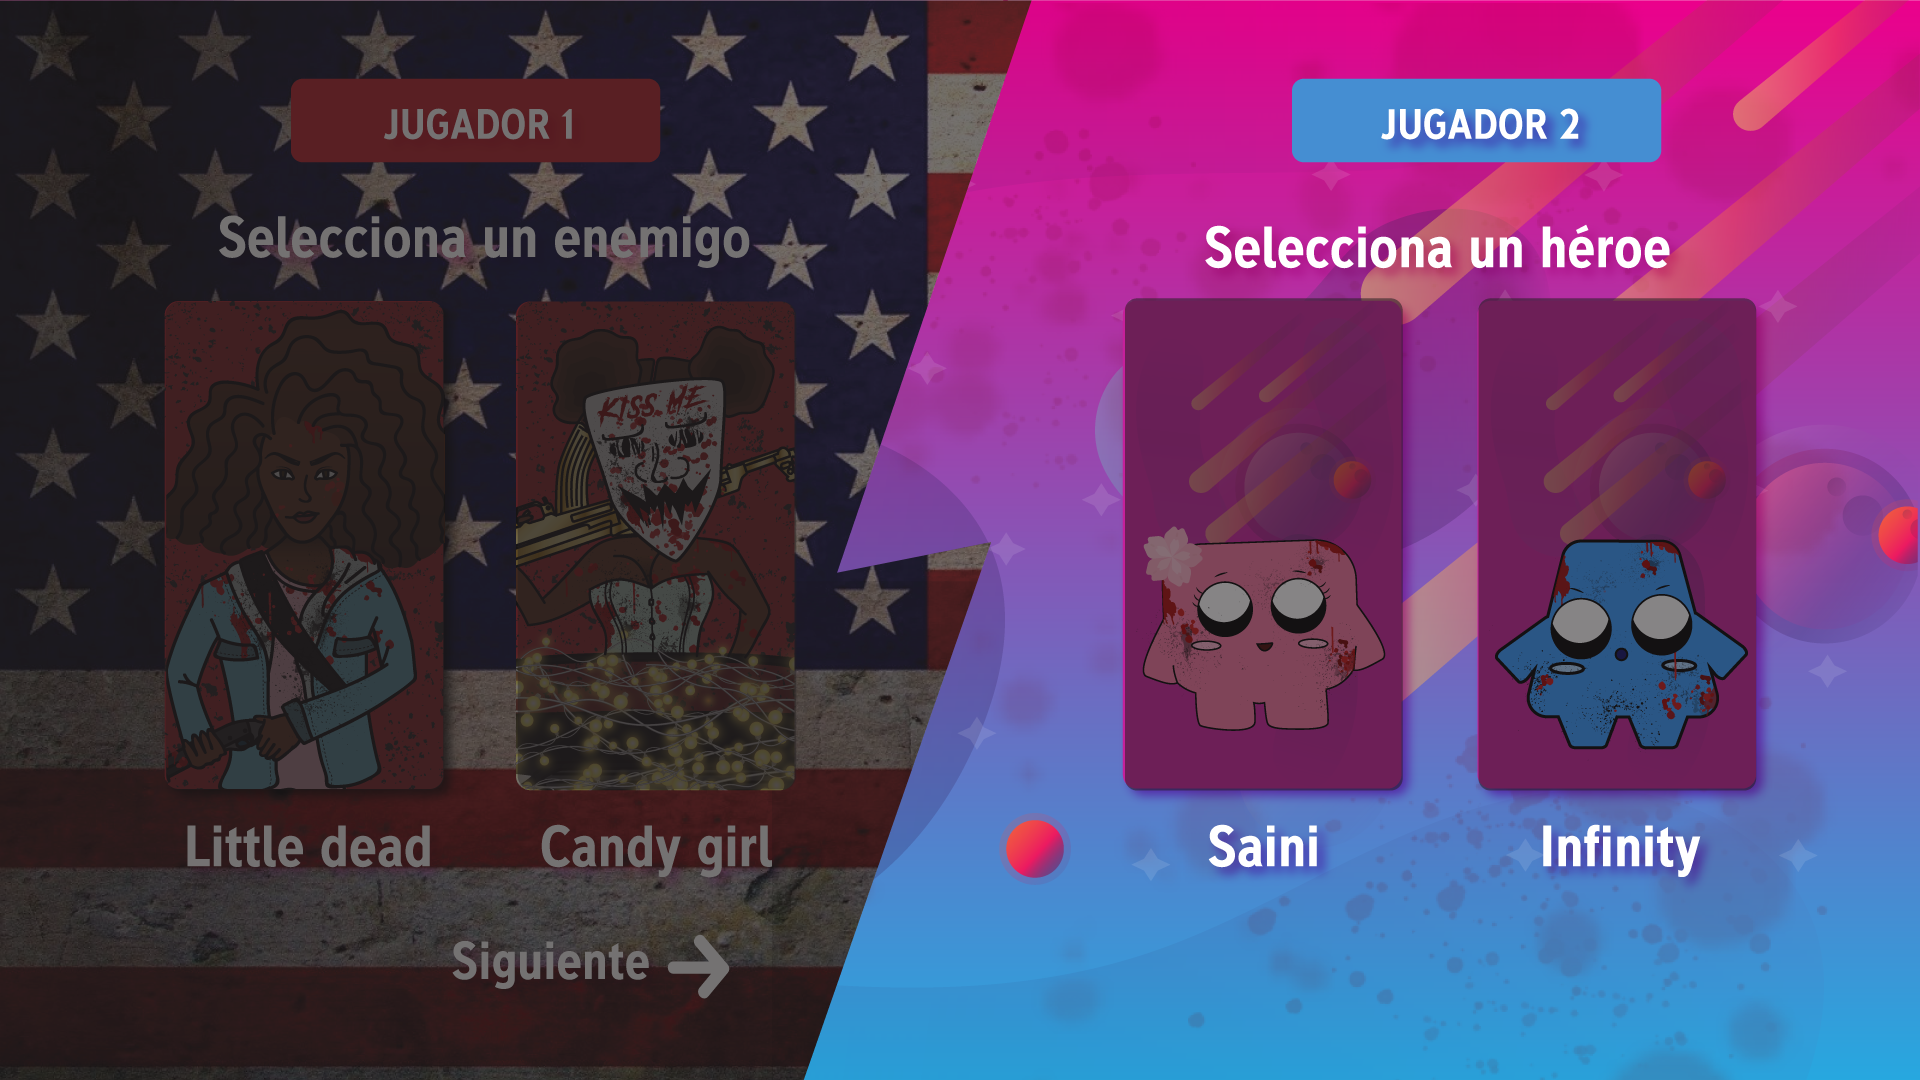 JUGADOR 1
Selecciona un enemigo
KISS ME
Little dead
Candy girl
Siguiente
JUGADOR 2
Selecciona un héroe
Saini
Infinity